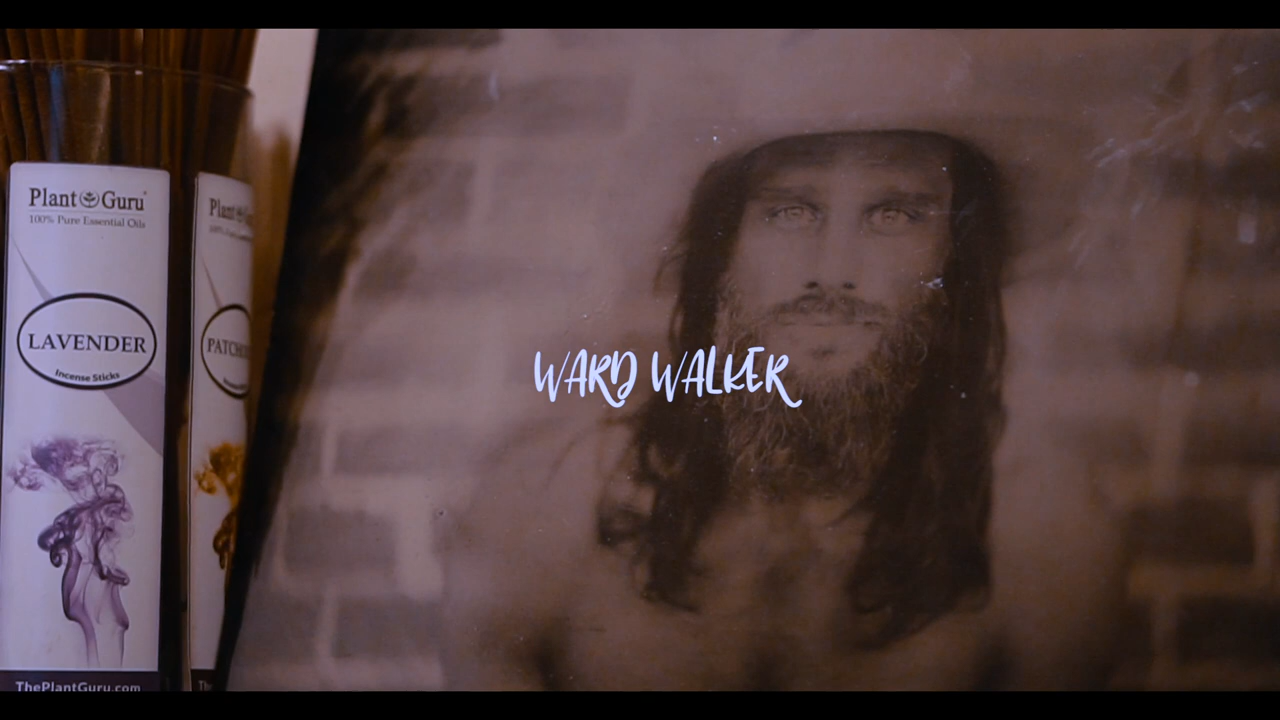 Plant Guru
100% Pure Essential Oils
LAVENDER
Incense Sticks
ThePlantGuru.com
WARD WALKER